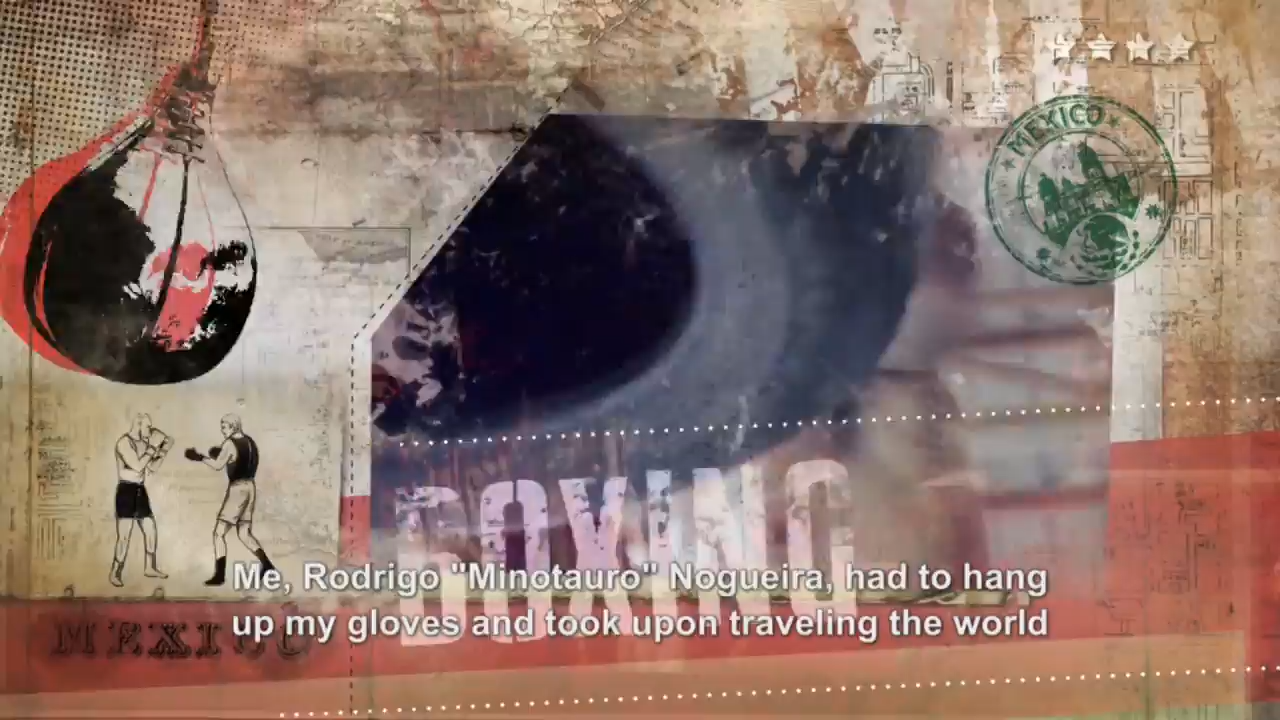 MEXICO
BOXING
Me, Rodrigo "Minotauro" Nogueira, had to hang
up my gloves and took upon traveling the world
MEXICO